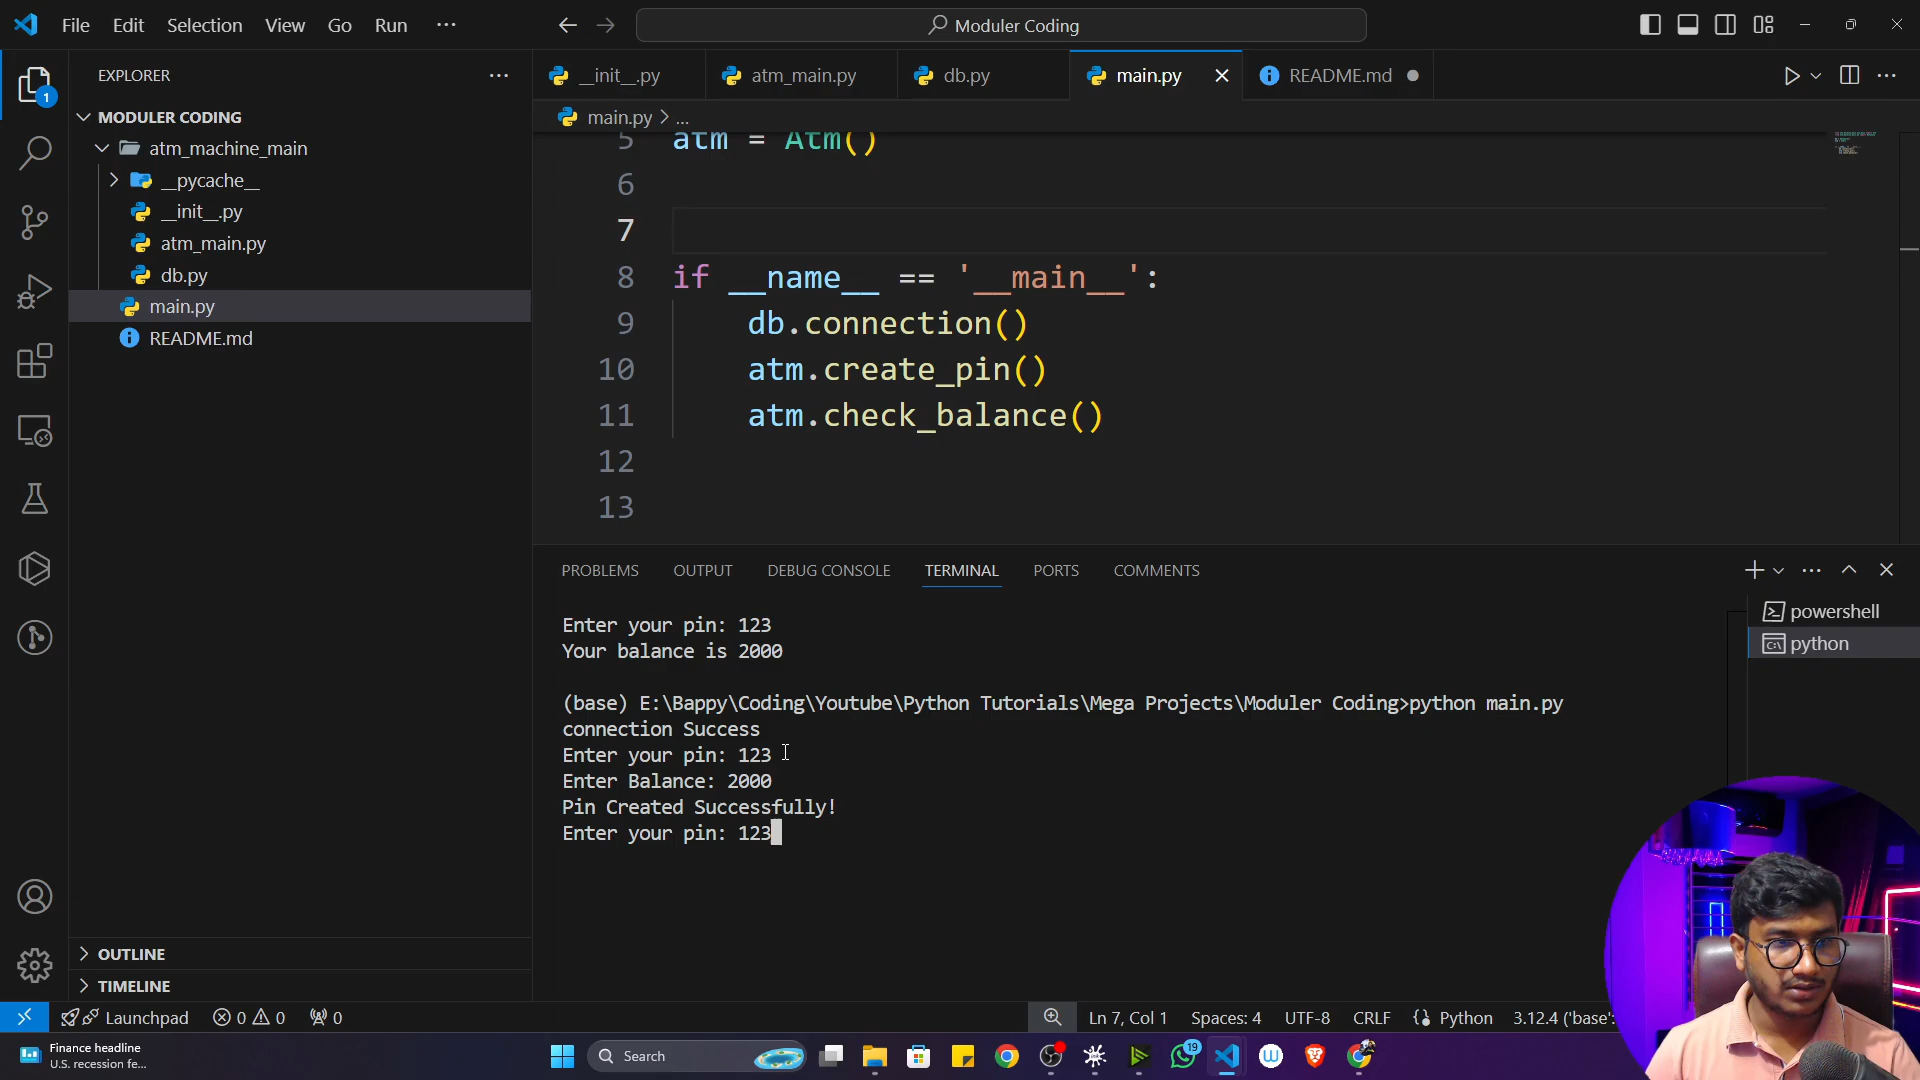 File Edit Selection View Go Run ···
Moduler Coding
EXPLORER
MODULER CODING
atm_machine_main
__pycache__
__init__.py
atm_main.py
db.py
main.py
README.md
OUTLINE
TIMELINE
1
__init__.py
atm_main.py
db.py
main.py
README.md
main.py > ...
5 atm = Atm()
6
7
8 if __name__ == '__main__':
9 db.connection()
10 atm.create_pin()
11 atm.check_balance()
12
13
PROBLEMS OUTPUT DEBUG CONSOLE TERMINAL PORTS COMMENTS
Enter your pin: 123
Your balance is 2000
(base) E:\Bappy\Coding\Youtube\Python Tutorials\Mega Projects\Moduler Coding>python main.py
connection Success
Enter your pin: 123
Enter Balance: 2000
Pin Created Successfully!
Enter your pin: 123
powershell
python
Launchpad 0 0 0
Ln 7, Col 1 Spaces: 4 UTF-8 CRLF Python 3.12.4 ('base':
Finance headline
U.S. recession fe...
Search
19